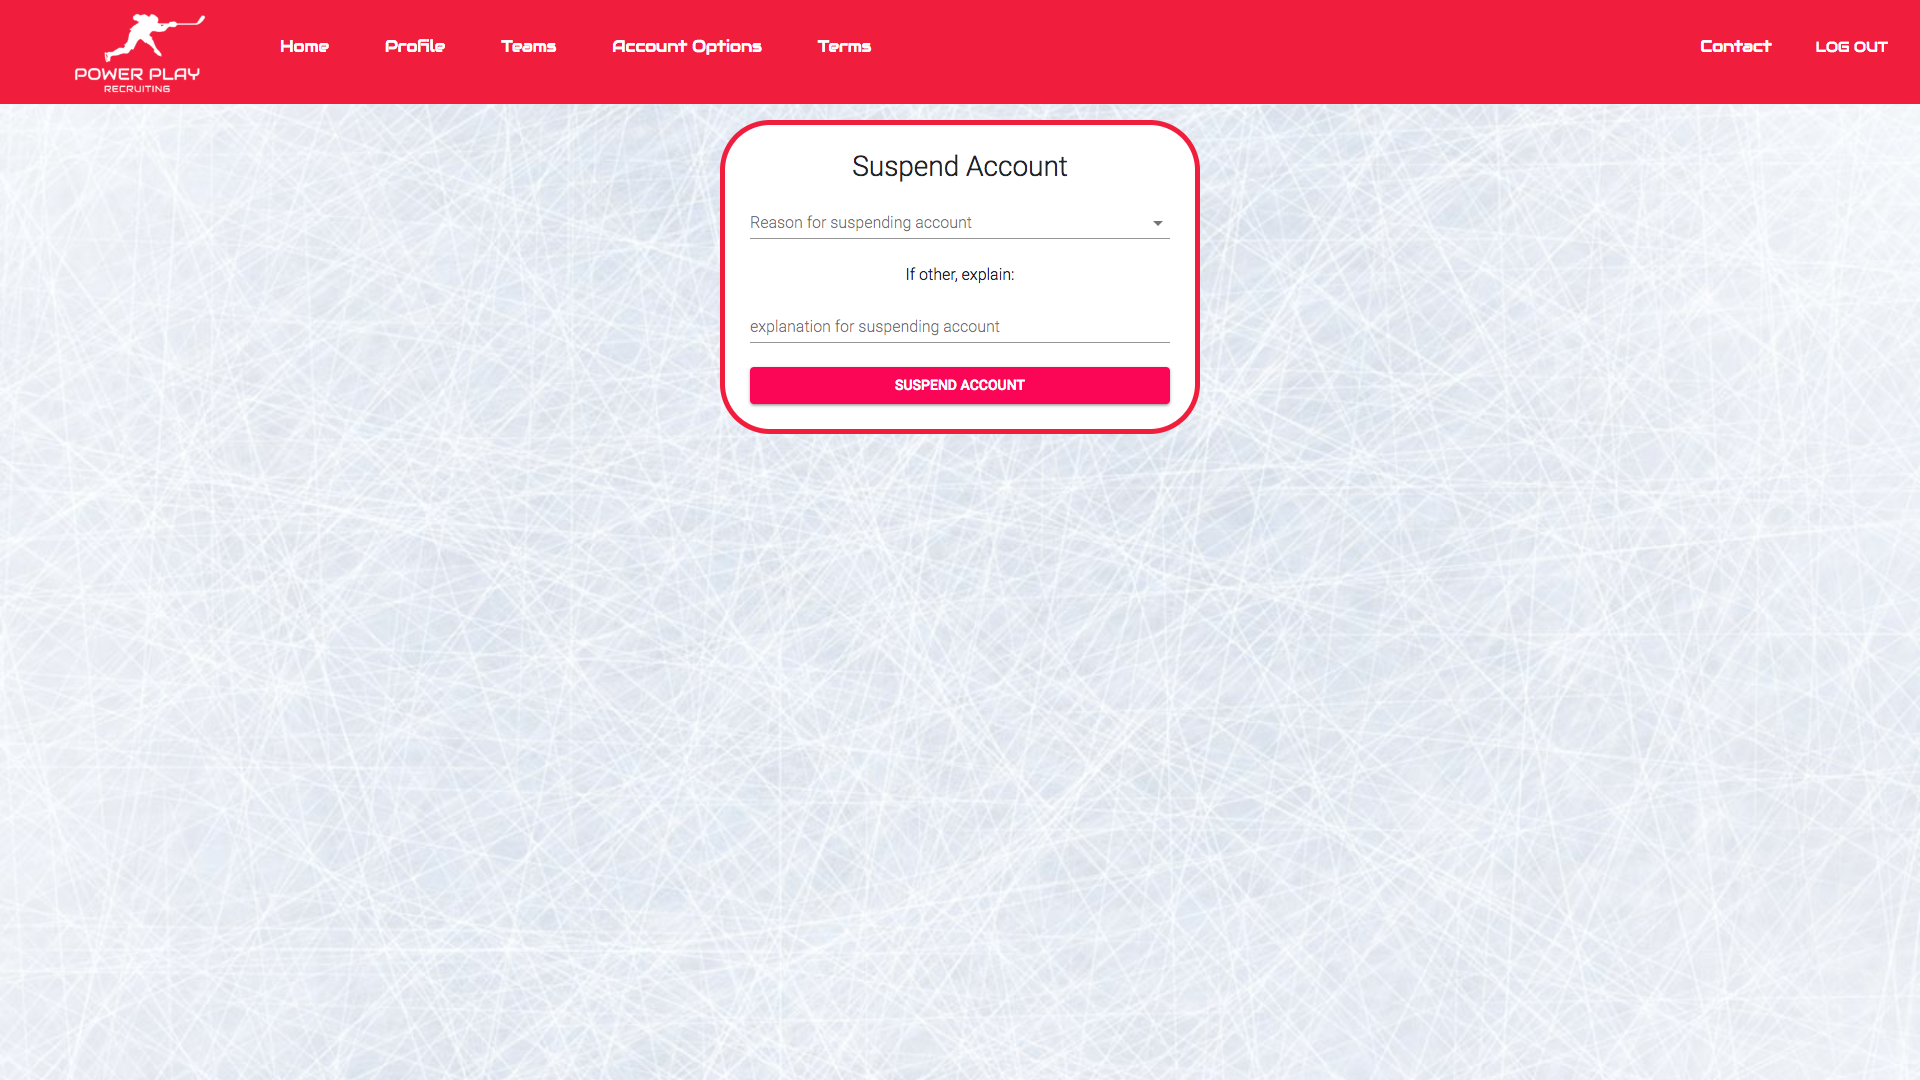 POWER PLAY
RECRUITING
Home
Profile
Teams
Account Options
Terms
Contact
LOG OUT
Suspend Account
Reason for suspending account
If other, explain:
explanation for suspending account
SUSPEND ACCOUNT